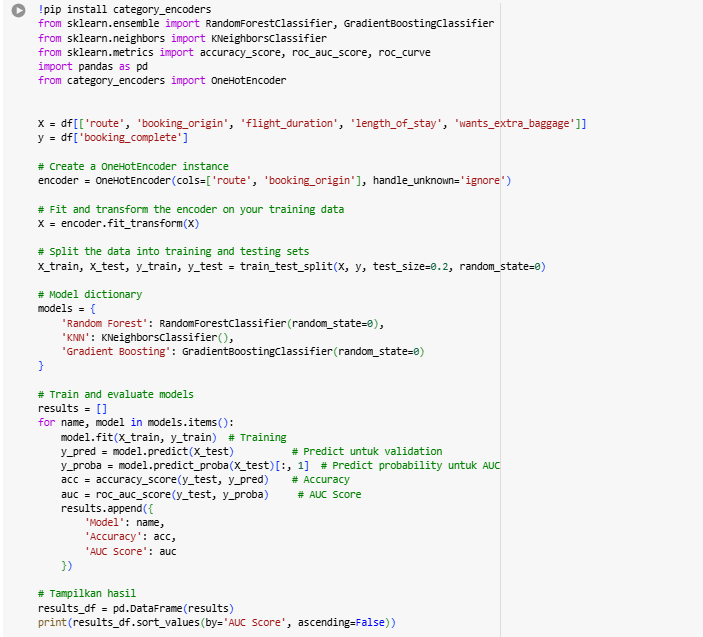 !pip install category_encoders
from sklearn.ensemble import RandomForestClassifier, GradientBoostingClassifier
from sklearn.neighbors import KNeighborsClassifier
from sklearn.metrics import accuracy_score, roc_auc_score, roc_curve
import pandas as pd
from category_encoders import OneHotEncoder
X = df[['route', 'booking_origin', 'flight_duration', 'length_of_stay', 'wants_extra_baggage']]
y = df['booking_complete']
# Create a OneHotEncoder instance
encoder = OneHotEncoder(cols=['route', 'booking_origin'], handle_unknown='ignore')
# Fit and transform the encoder on your training data
X = encoder.fit_transform(X)
# Split the data into training and testing sets
X_train, X_test, y_train, y_test = train_test_split(X, y, test_size=0.2, random_state=0)
# Model dictionary
models = {
    'Random Forest': RandomForestClassifier(random_state=0),
    'KNN': KNeighborsClassifier(),
    'Gradient Boosting': GradientBoostingClassifier(random_state=0)
}
# Train and evaluate models
results = []
for name, model in models.items():
    model.fit(X_train, y_train)  # Training
    y_pred = model.predict(X_test)          # Predict untuk validation
    y_proba = model.predict_proba(X_test)[:, 1]  # Predict probability untuk AUC
    acc = accuracy_score(y_test, y_pred)    # Accuracy
    auc = roc_auc_score(y_test, y_proba)     # AUC Score
    results.append({
        'Model': name,
        'Accuracy': acc,
        'AUC Score': auc
    })
# Tampilkan hasil
results_df = pd.DataFrame(results)
print(results_df.sort_values(by='AUC Score', ascending=False))